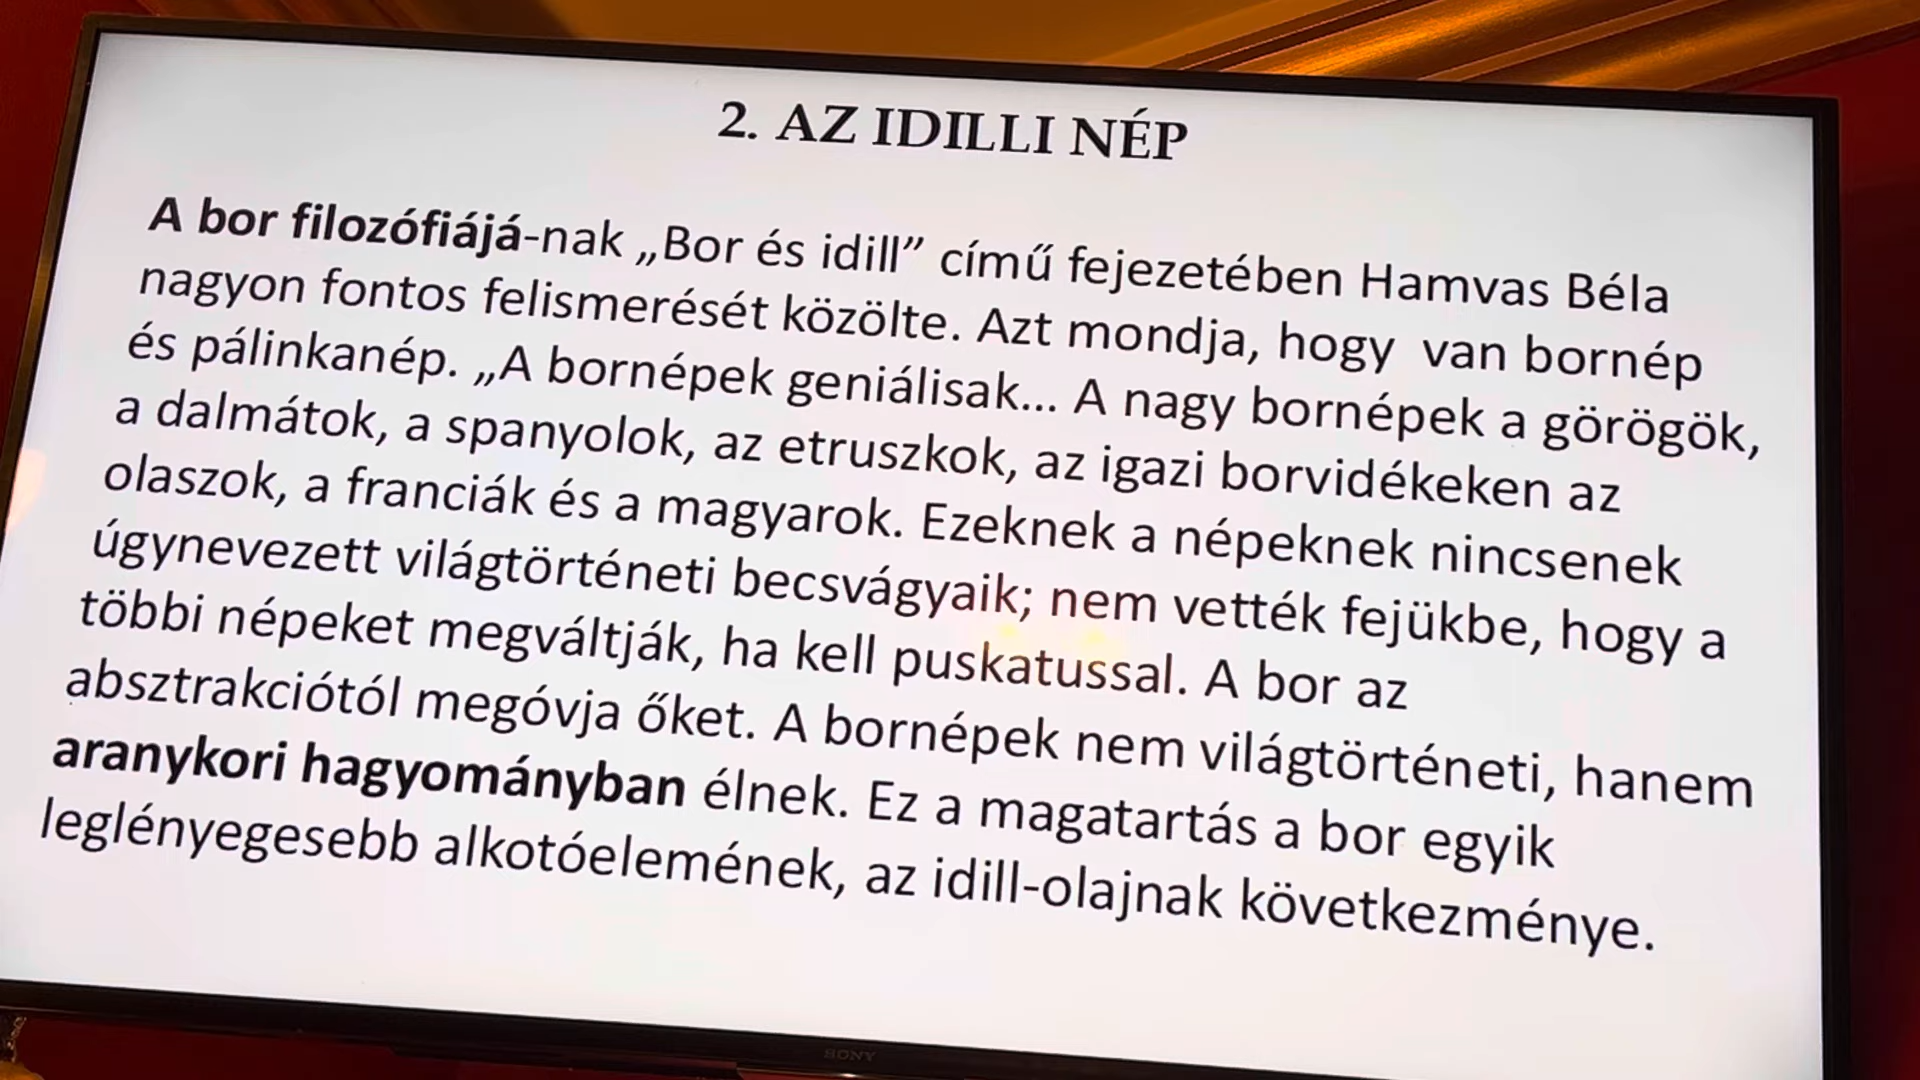 2. AZ IDILLI NÉP
A bor filozófiájá-nak „Bor és idill” című fejezetében Hamvas Béla
nagyon fontos felismerését közölte. Azt mondja, hogy van bornép
és pálinkanép. „A bornépek geniálisak... A nagy bornépek a görögök,
a dalmátok, a spanyolok, az etruszkok, az igazi borvidékeken az
olaszok, a franciák és a magyarok. Ezeknek a népeknek nincsenek
úgynevezett világtörténeti becsvágyaik; nem vették fejükbe, hogy a
többi népeket megváltják, ha kell puskatussal. A bor az
absztrakciótól megóvja őket. A bornépek nem világtörténeti, hanem
aranykori hagyományban élnek. Ez a magatartás a bor egyik
leglényegesebb alkotóelemének, az idill-olajnak következménye.
SONY